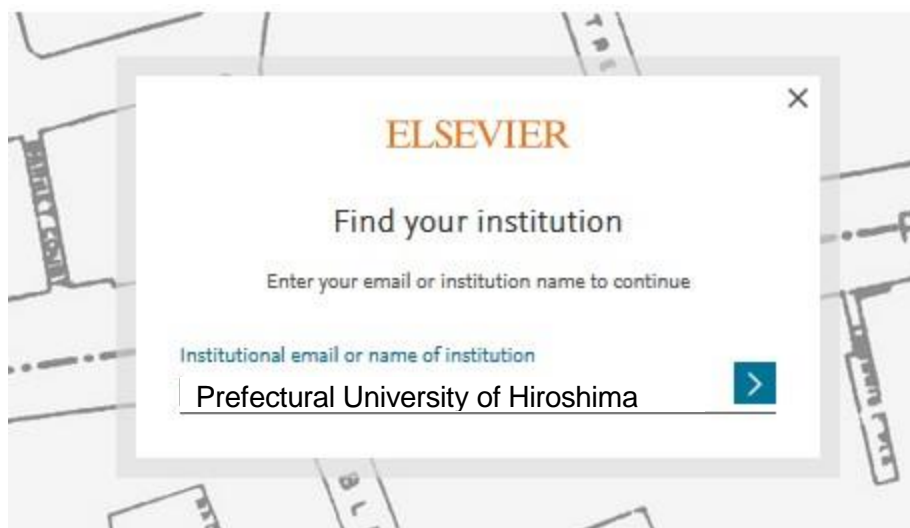 ELSEVIER
Find your institution
Enter your email or institution name to continue
Institutional email or name of institution
Prefectural University of Hiroshima